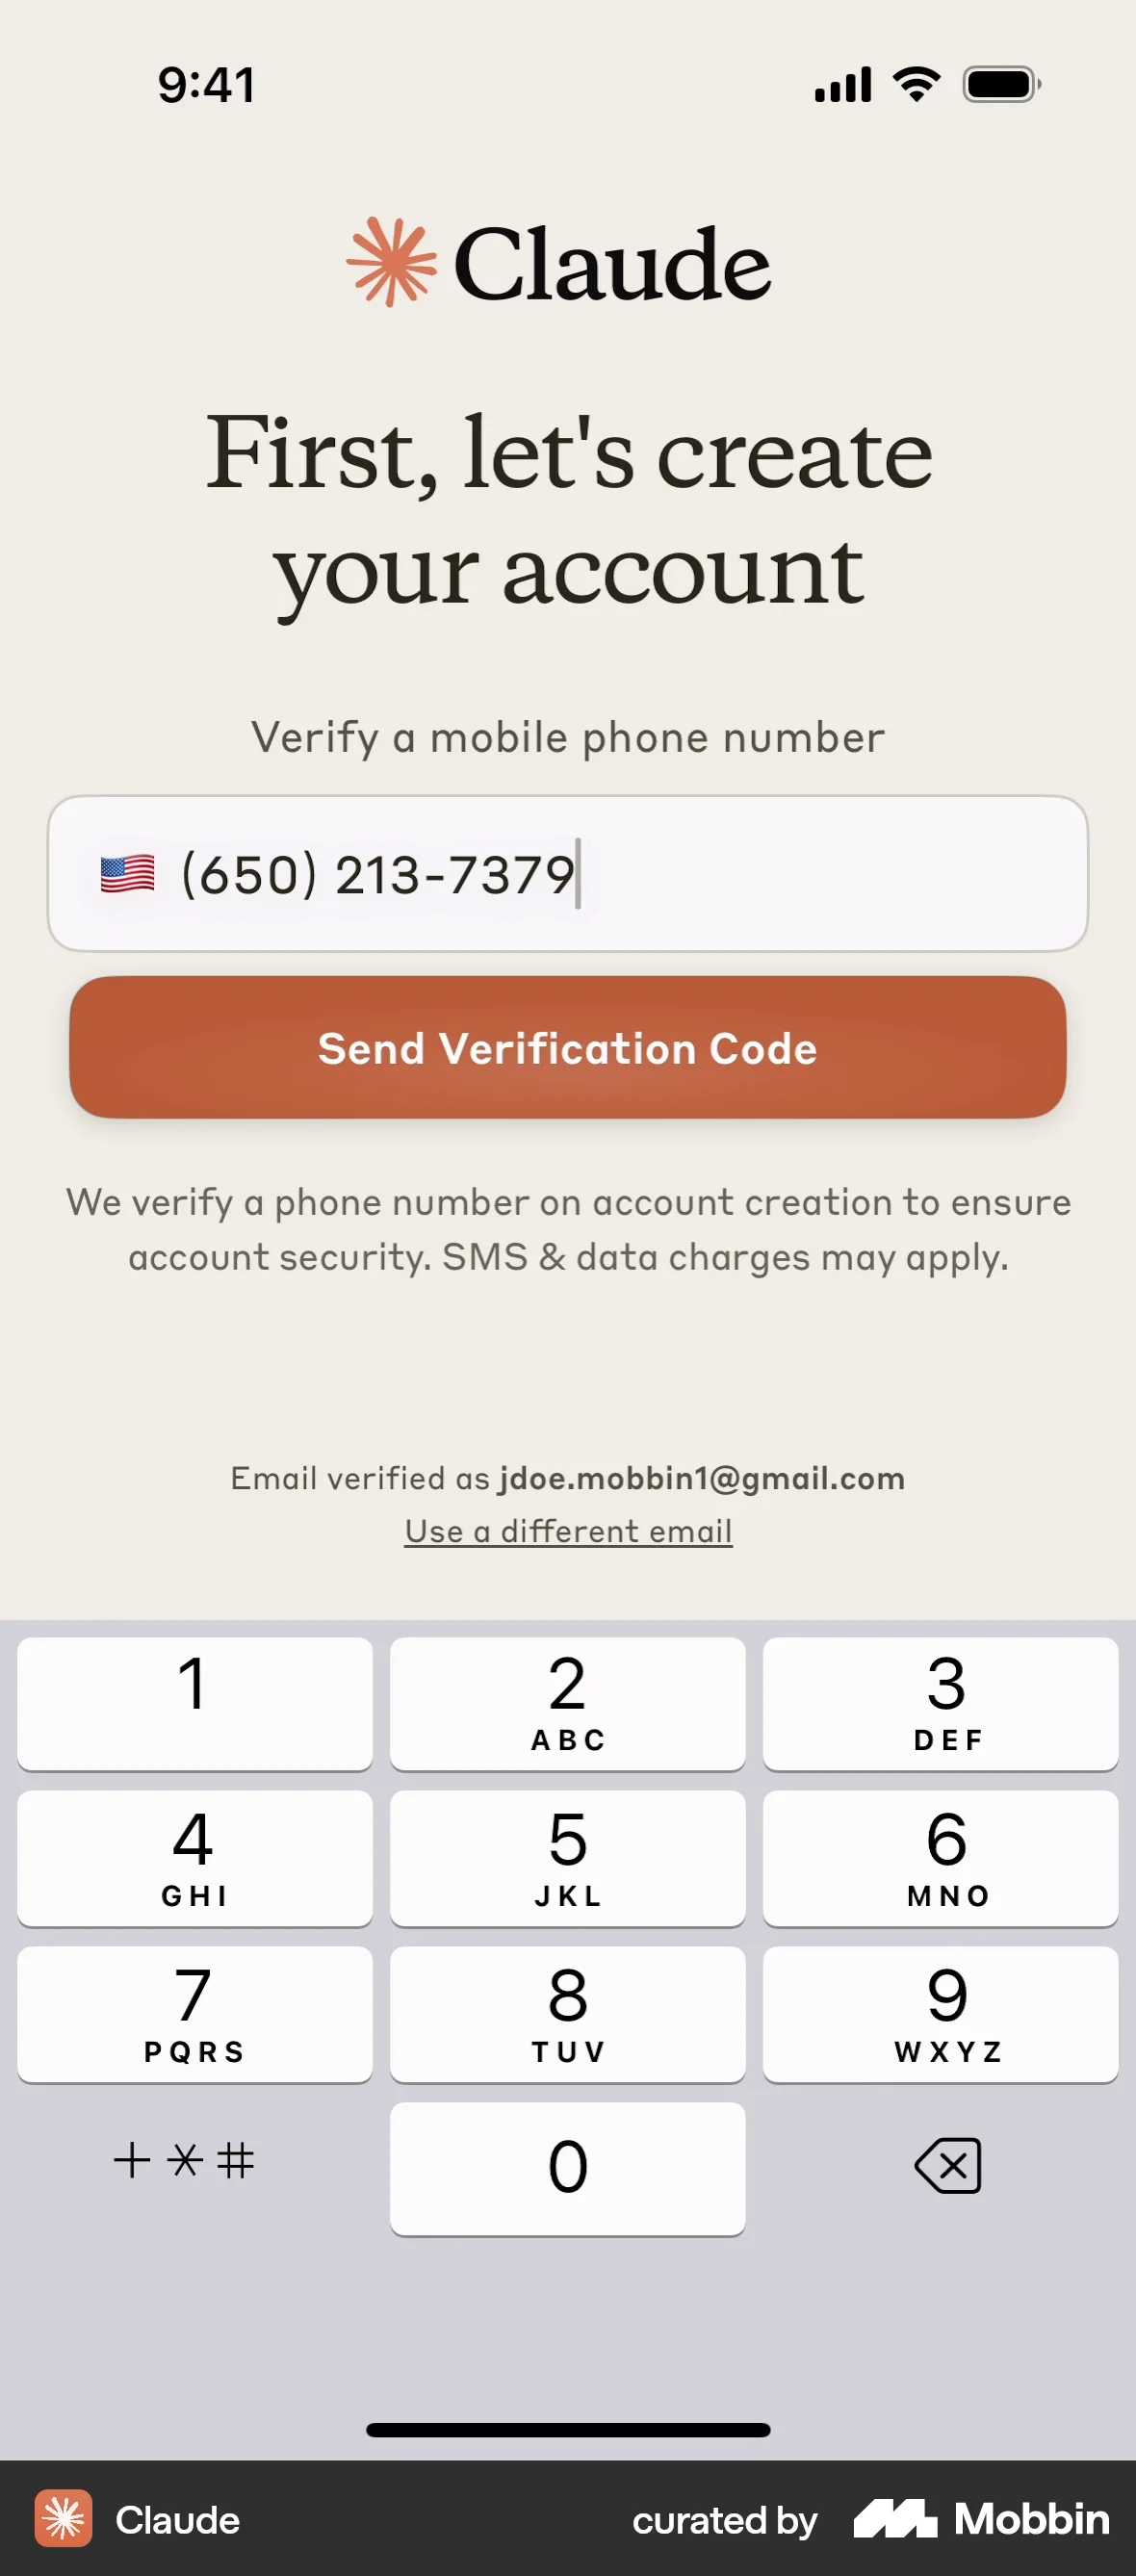 9:41
Claude
First, let's create
your account
Verify a mobile phone number
🇺🇸 (650) 213-7379
Send Verification Code
We verify a phone number on account creation to ensure
account security. SMS & data charges may apply.
Email verified as jdoe.mobbin1@gmail.com
Use a different email
1 2 3
ABC DEF
4 5 6
GHI JKL MNO
7 8 9
PQRS TUV WXYZ
+*# 0
Claude curated by Mobbin